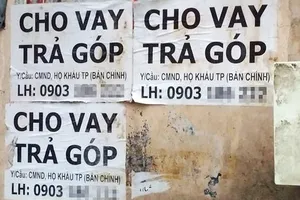 CHO VAY
TRẢ GÓP
Y/Cầu: CMND, HỘ KHẨU TP (BẢN CHÍNH)
LH: 0903
CHO VAY
TRẢ GÓP
Y/Cầu: CMND, HỘ KHẨU TP (BẢN CHÍNH)
LH: 0903
CHO VAY
TRẢ GÓP
Y/Cầu: CMND, HỘ KHẨU TP (BẢN CHÍNH)
LH: 0903